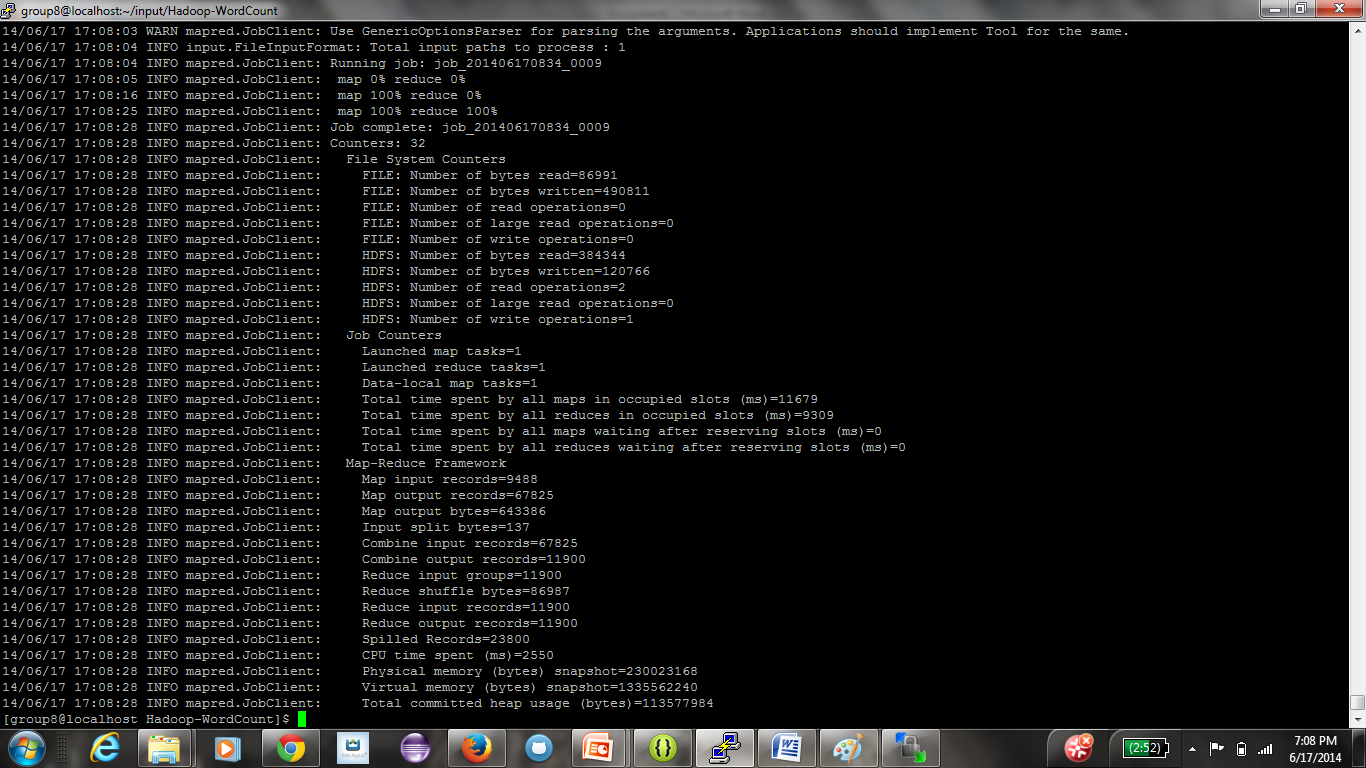 group8@localhost:~/input/Hadoop-WordCount
14/06/17 17:08:03 WARN mapred.JobClient: Use GenericOptionsParser for parsing the arguments. Applications should implement Tool for the same.
14/06/17 17:08:04 INFO input.FileInputFormat: Total input paths to process : 1
14/06/17 17:08:04 INFO mapred.JobClient: Running job: job_201406170834_0009
14/06/17 17:08:05 INFO mapred.JobClient:  map 0% reduce 0%
14/06/17 17:08:16 INFO mapred.JobClient:  map 100% reduce 0%
14/06/17 17:08:25 INFO mapred.JobClient:  map 100% reduce 100%
14/06/17 17:08:28 INFO mapred.JobClient: Job complete: job_201406170834_0009
14/06/17 17:08:28 INFO mapred.JobClient: Counters: 32
14/06/17 17:08:28 INFO mapred.JobClient:   File System Counters
14/06/17 17:08:28 INFO mapred.JobClient:     FILE: Number of bytes read=86991
14/06/17 17:08:28 INFO mapred.JobClient:     FILE: Number of bytes written=490811
14/06/17 17:08:28 INFO mapred.JobClient:     FILE: Number of read operations=0
14/06/17 17:08:28 INFO mapred.JobClient:     FILE: Number of large read operations=0
14/06/17 17:08:28 INFO mapred.JobClient:     FILE: Number of write operations=0
14/06/17 17:08:28 INFO mapred.JobClient:     HDFS: Number of bytes read=384344
14/06/17 17:08:28 INFO mapred.JobClient:     HDFS: Number of bytes written=120766
14/06/17 17:08:28 INFO mapred.JobClient:     HDFS: Number of read operations=2
14/06/17 17:08:28 INFO mapred.JobClient:     HDFS: Number of large read operations=0
14/06/17 17:08:28 INFO mapred.JobClient:     HDFS: Number of write operations=1
14/06/17 17:08:28 INFO mapred.JobClient:   Job Counters
14/06/17 17:08:28 INFO mapred.JobClient:     Launched map tasks=1
14/06/17 17:08:28 INFO mapred.JobClient:     Launched reduce tasks=1
14/06/17 17:08:28 INFO mapred.JobClient:     Data-local map tasks=1
14/06/17 17:08:28 INFO mapred.JobClient:     Total time spent by all maps in occupied slots (ms)=11679
14/06/17 17:08:28 INFO mapred.JobClient:     Total time spent by all reduces in occupied slots (ms)=9309
14/06/17 17:08:28 INFO mapred.JobClient:     Total time spent by all maps waiting after reserving slots (ms)=0
14/06/17 17:08:28 INFO mapred.JobClient:     Total time spent by all reduces waiting after reserving slots (ms)=0
14/06/17 17:08:28 INFO mapred.JobClient:   Map-Reduce Framework
14/06/17 17:08:28 INFO mapred.JobClient:     Map input records=9488
14/06/17 17:08:28 INFO mapred.JobClient:     Map output records=67825
14/06/17 17:08:28 INFO mapred.JobClient:     Map output bytes=643386
14/06/17 17:08:28 INFO mapred.JobClient:     Input split bytes=137
14/06/17 17:08:28 INFO mapred.JobClient:     Combine input records=67825
14/06/17 17:08:28 INFO mapred.JobClient:     Combine output records=11900
14/06/17 17:08:28 INFO mapred.JobClient:     Reduce input groups=11900
14/06/17 17:08:28 INFO mapred.JobClient:     Reduce shuffle bytes=86987
14/06/17 17:08:28 INFO mapred.JobClient:     Reduce input records=11900
14/06/17 17:08:28 INFO mapred.JobClient:     Reduce output records=11900
14/06/17 17:08:28 INFO mapred.JobClient:     Spilled Records=23800
14/06/17 17:08:28 INFO mapred.JobClient:     CPU time spent (ms)=2550
14/06/17 17:08:28 INFO mapred.JobClient:     Physical memory (bytes) snapshot=230023168
14/06/17 17:08:28 INFO mapred.JobClient:     Virtual memory (bytes) snapshot=1335562240
14/06/17 17:08:28 INFO mapred.JobClient:     Total committed heap usage (bytes)=113577984
[group8@localhost Hadoop-WordCount]$
(2:52)
7:08 PM
6/17/2014